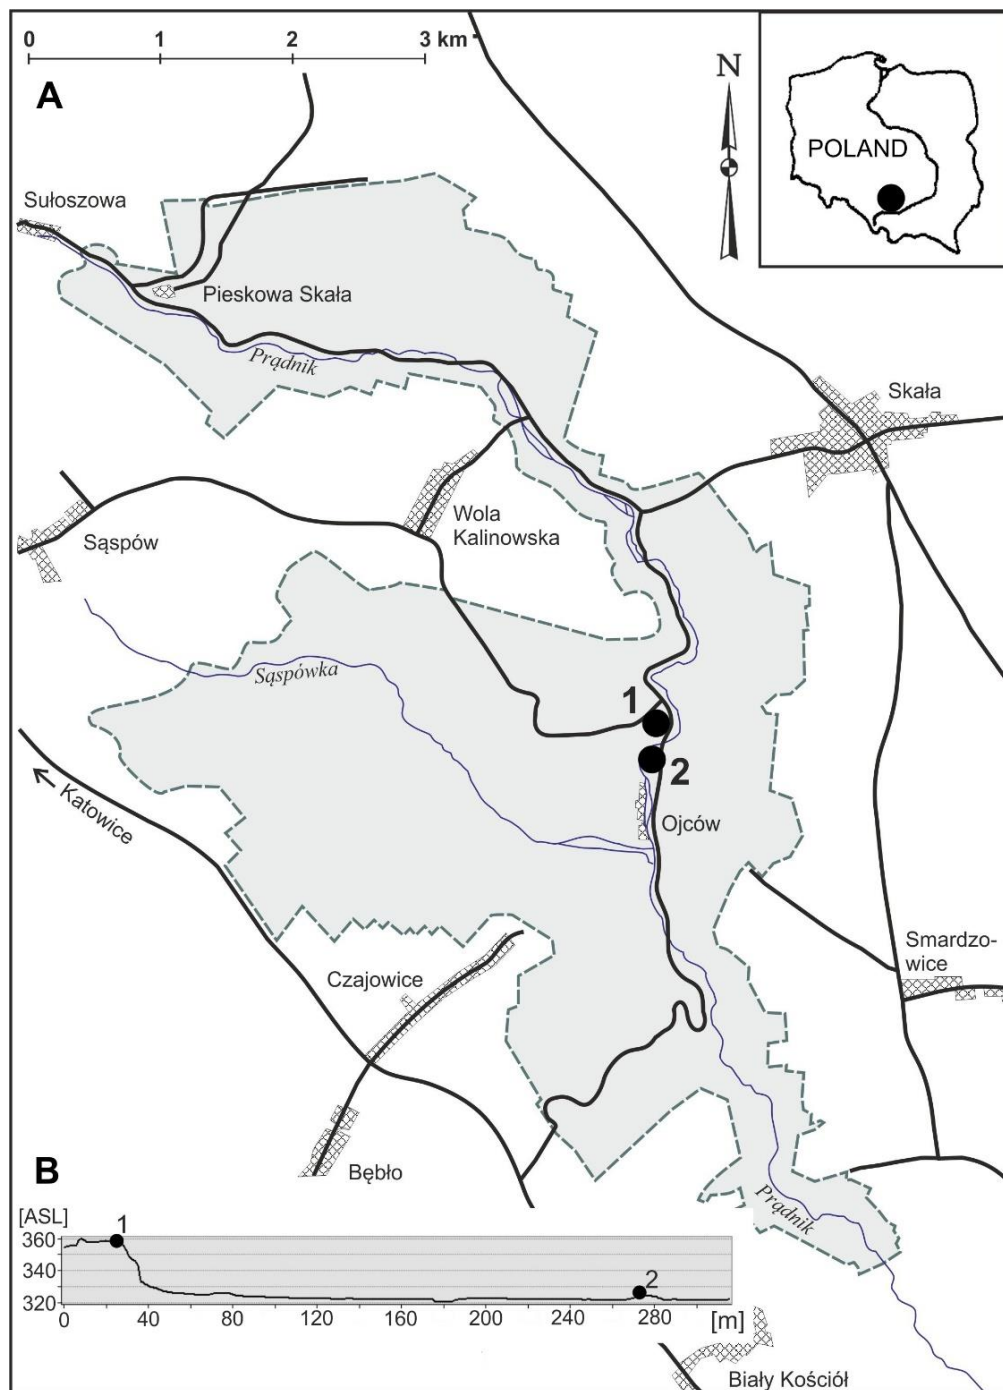 0 1 2 3 km
A
N
POLAND
Sułoszowa
Pieskowa Skała
Prądnik
Skała
Wola
Kalinowska
Sąspów
Sąspówka
1
2
Ojców
Katowice
Smardzo-
wice
Czajowice
Bębło
Prądnik
B
[ASL]
1
360
340
2
320
0 40 80 120 160 200 240 280 [m]
Biały Kościół